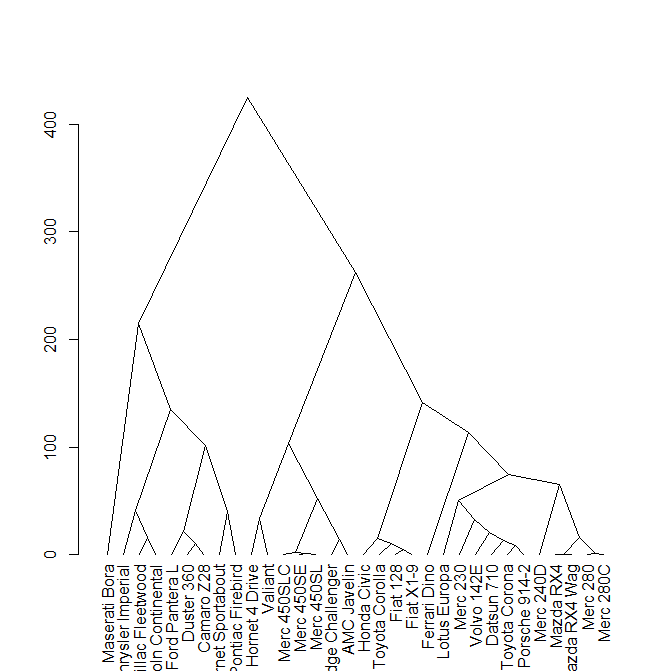 400
300
200
100
0
Maserati Bora
hrysler Imperial
illac Fleetwood
oln Continental
Ford Pantera L
Duster 360
Camaro Z28
rnet Sportabout
Pontiac Firebird
Hornet 4 Drive
Valiant
Merc 450SLC
Merc 450SE
Merc 450SL
dge Challenger
AMC Javelin
Honda Civic
Toyota Corolla
Fiat 128
Fiat X1-9
Ferrari Dino
Lotus Europa
Merc 230
Volvo 142E
Datsun 710
Toyota Corona
Porsche 914-2
Merc 240D
Mazda RX4
azda RX4 Wag
Merc 280
Merc 280C